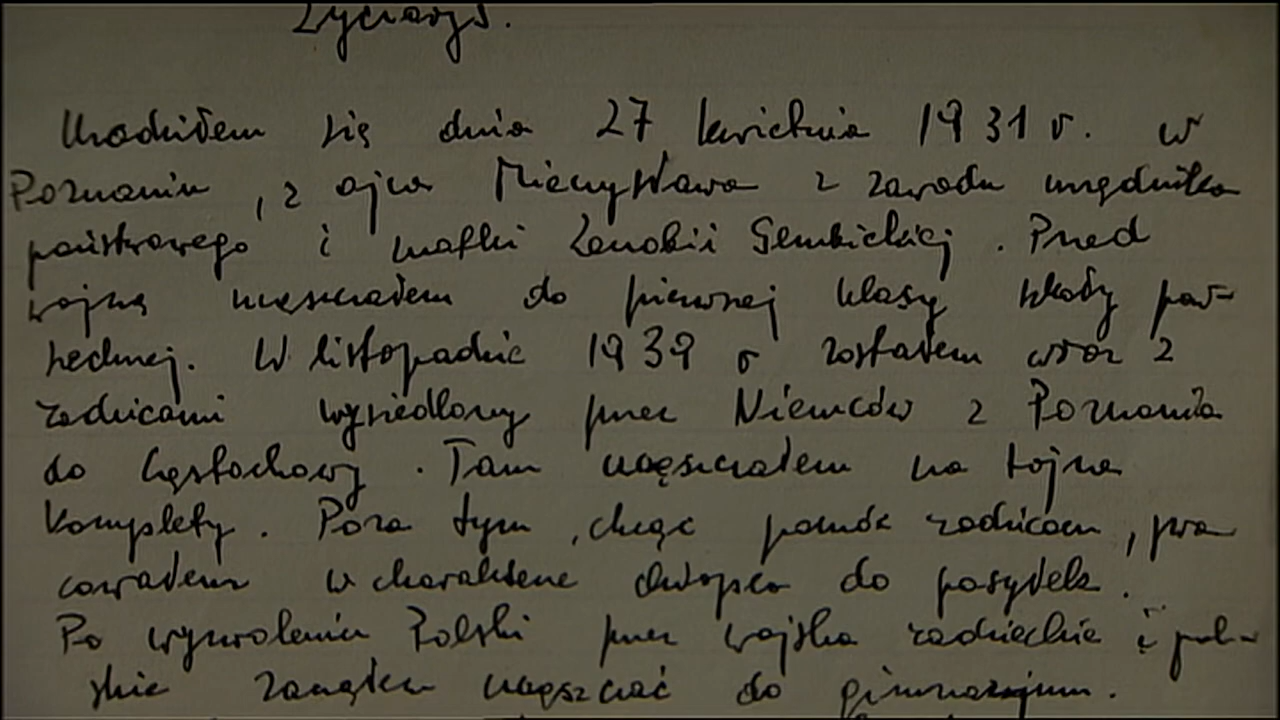 Życiorys.
Urodziłem się dnia 27 kwietnia 1931 r. w
Poznaniu, z ojca Mieczysława z zawodu urzędnika
państwowego i matki Zenobii Gembickiej. Przed
wojną uczęszczałem do pierwszej klasy szkoły pow-
szechnej. W listopadzie 1939 r zostałem wraz z
rodzicami wysiedlony przez Niemców z Poznania
do Częstochowy. Tam uczęszczałem na tajne
komplety. Poza tym, chcąc pomóc rodzicom, pra
cowałem w charakterze chłopca do posyłek.
Po wyzwoleniu Polski przez wojska radzieckie i pol-
skie zacząłem uczęszczać do gimnazjum.